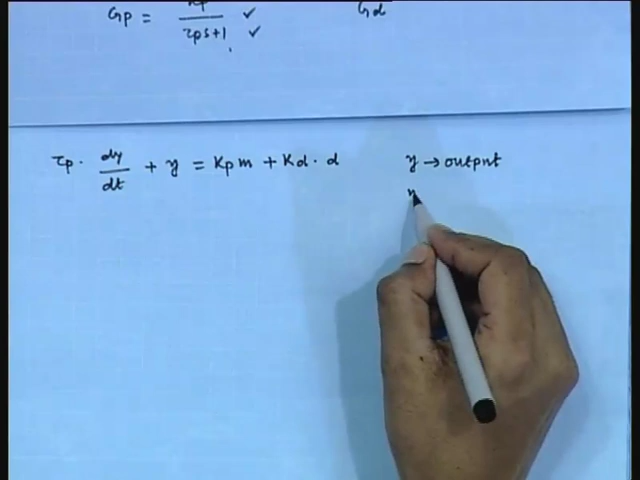 Gp = Kp / τps+1 ✓ ✓ Gd
τp · dy/dt + y = Kp m + Kd · d
y → output